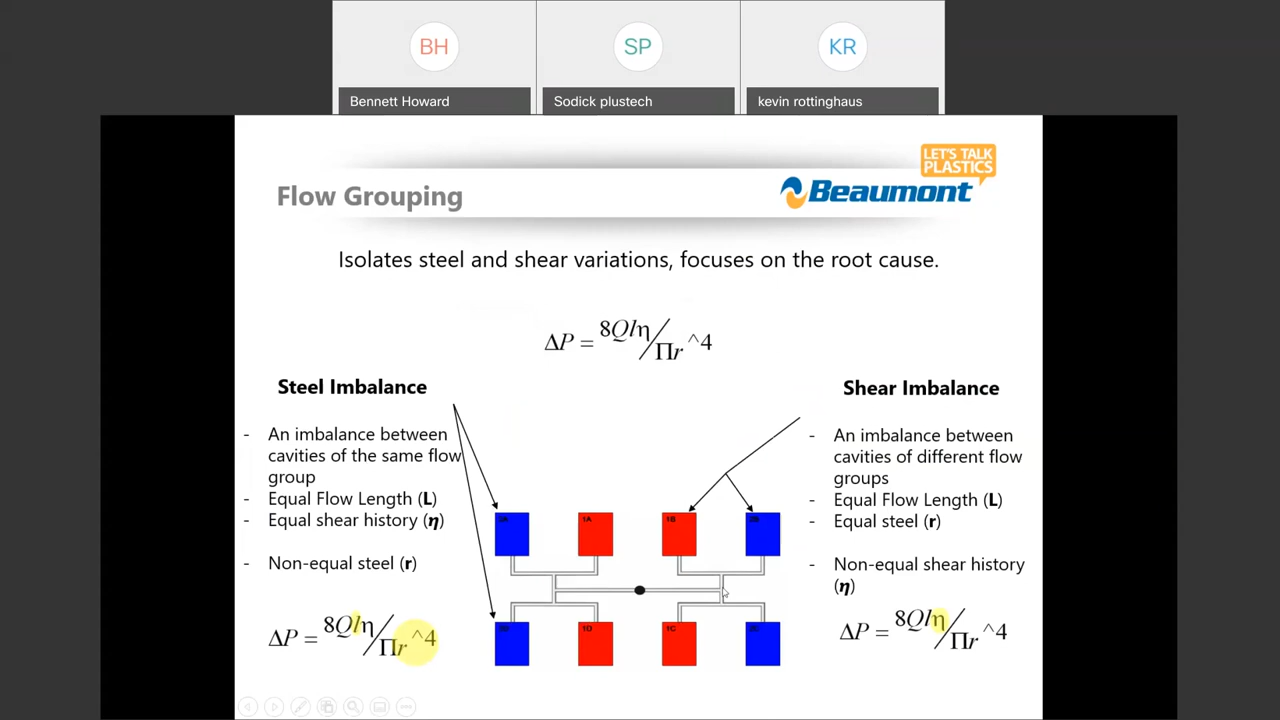 BH
SP
KR
Bennett Howard
Sodick plustech
kevin rottinghaus
LET'S TALK
PLASTICS
Beaumont
Flow Grouping
Isolates steel and shear variations, focuses on the root cause.
ΔP = 8Qlη/Πr^4
Steel Imbalance
- An imbalance between
cavities of the same flow
group
- Equal Flow Length (L)
- Equal shear history (η)
- Non-equal steel (r)
ΔP = 8Qlη/Πr^4
Shear Imbalance
- An imbalance between
cavities of different flow
groups
- Equal Flow Length (L)
- Equal steel (r)
- Non-equal shear history
(η)
ΔP = 8Qlη/Πr^4
1A
1B
1D
1C